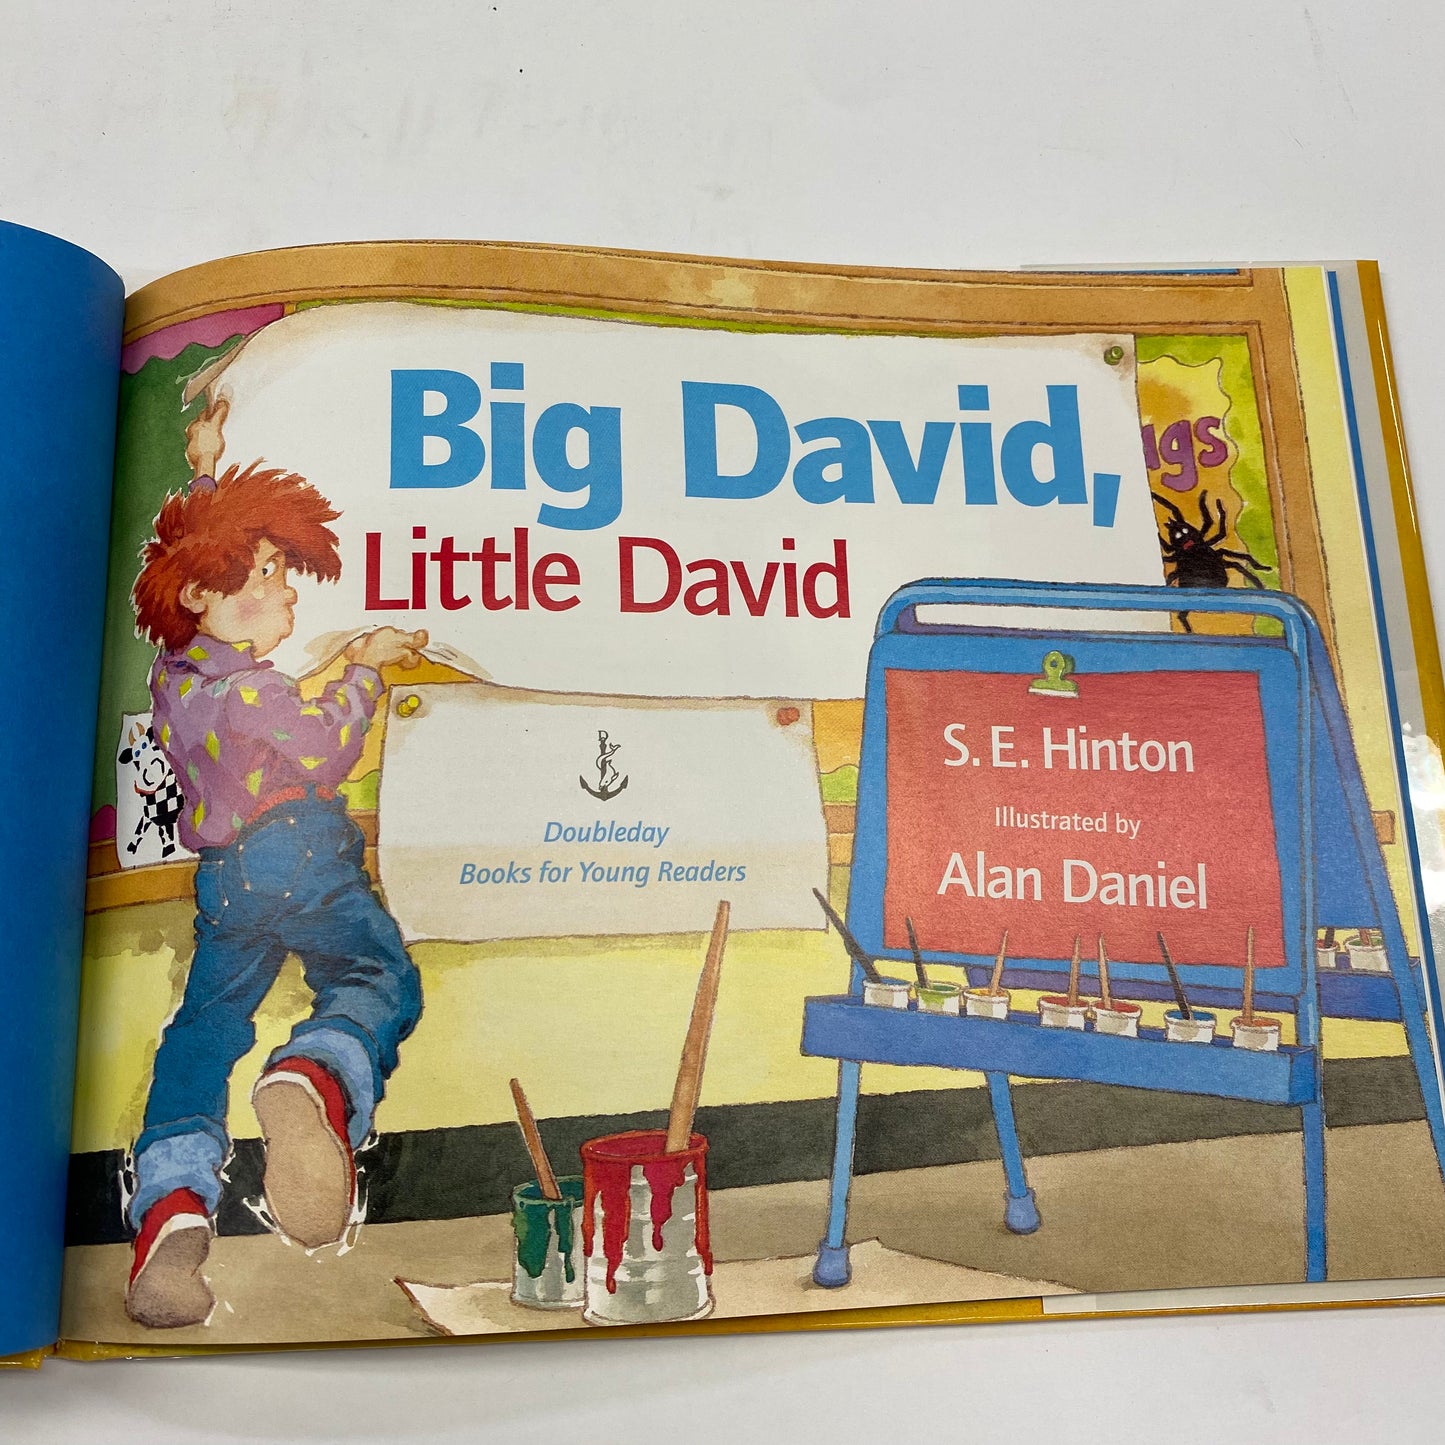 Big David,
Little David
Doubleday
Books for Young Readers
S. E. Hinton
Illustrated by
Alan Daniel